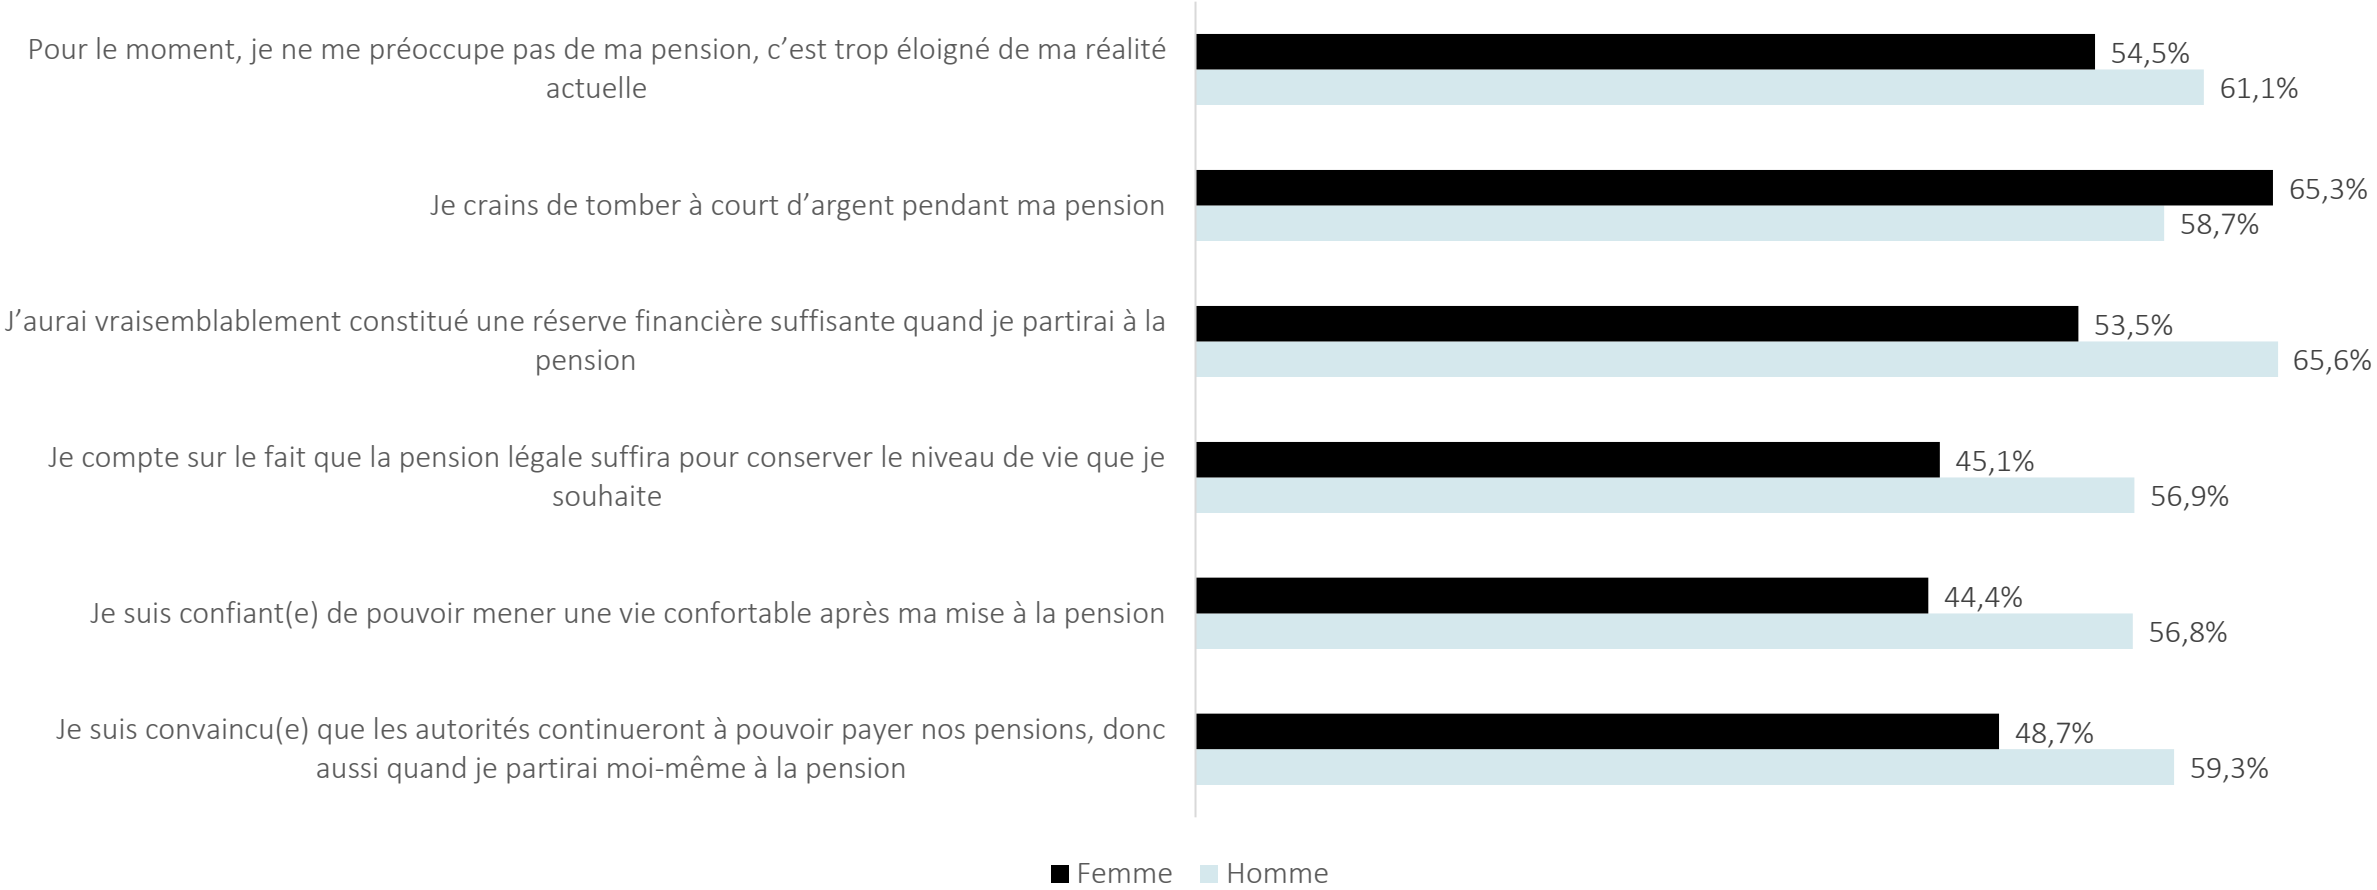 Pour le moment, je ne me préoccupe pas de ma pension, c’est trop éloigné de ma réalité
actuelle
54,5%
61,1%
Je crains de tomber à court d’argent pendant ma pension
65,3%
58,7%
J’aurai vraisemblablement constitué une réserve financière suffisante quand je partirai à la
pension
53,5%
65,6%
Je compte sur le fait que la pension légale suffira pour conserver le niveau de vie que je
souhaite
45,1%
56,9%
Je suis confiant(e) de pouvoir mener une vie confortable après ma mise à la pension
44,4%
56,8%
Je suis convaincu(e) que les autorités continueront à pouvoir payer nos pensions, donc
aussi quand je partirai moi-même à la pension
48,7%
59,3%
Femme Homme